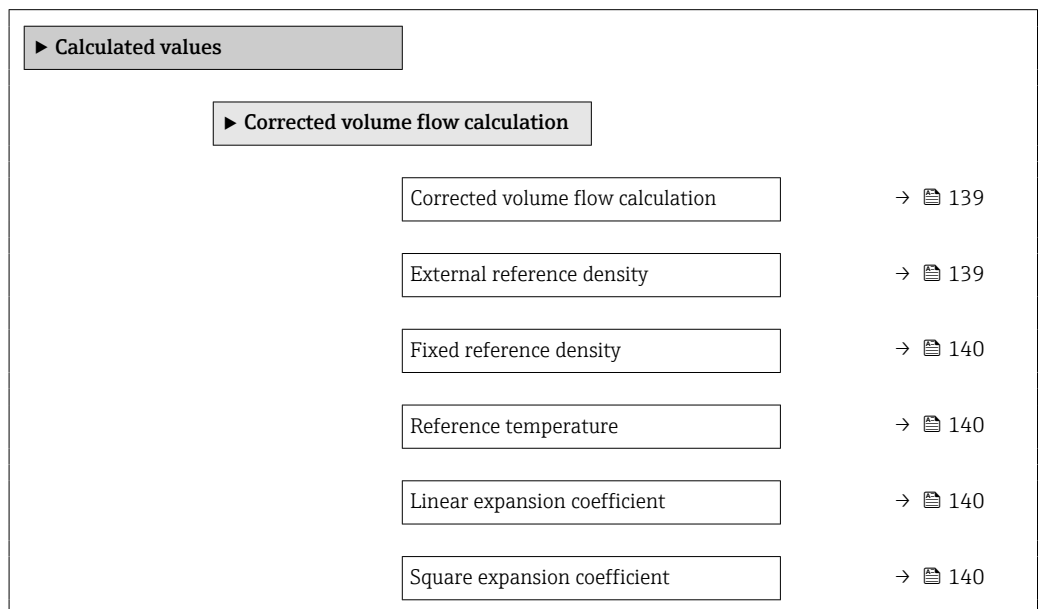 ▶ Calculated values
▶ Corrected volume flow calculation
Corrected volume flow calculation → 139
External reference density → 139
Fixed reference density → 140
Reference temperature → 140
Linear expansion coefficient → 140
Square expansion coefficient → 140